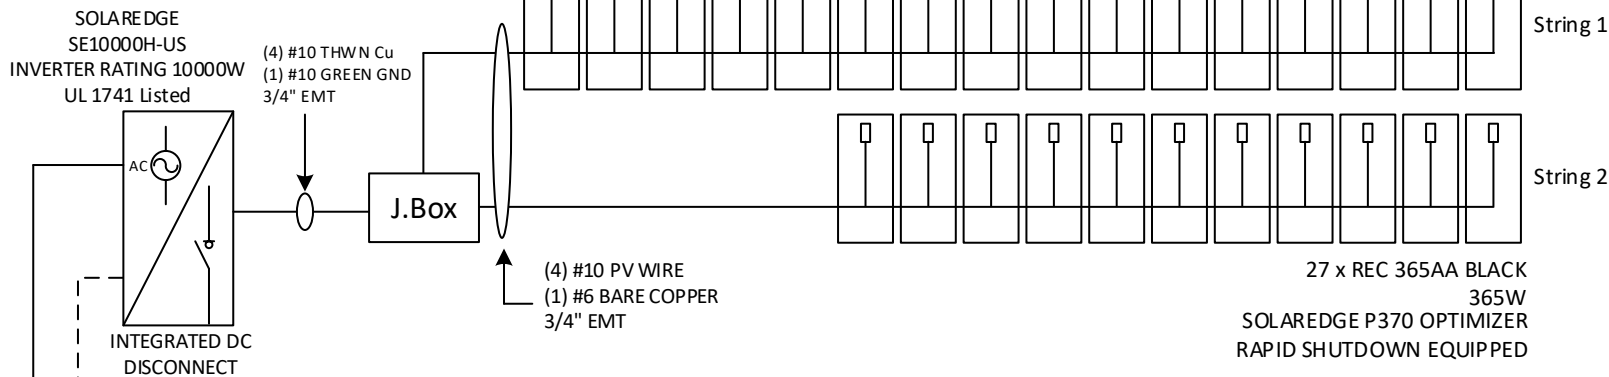 SOLAREDGE
SE10000H-US
INVERTER RATING 10000W
UL 1741 Listed
(4) #10 THWN Cu
(1) #10 GREEN GND
3/4" EMT
String 1
AC
J.Box
String 2
(4) #10 PV WIRE
(1) #6 BARE COPPER
3/4" EMT
27 x REC 365AA BLACK
365W
SOLAREDGE P370 OPTIMIZER
RAPID SHUTDOWN EQUIPPED
INTEGRATED DC
DISCONNECT